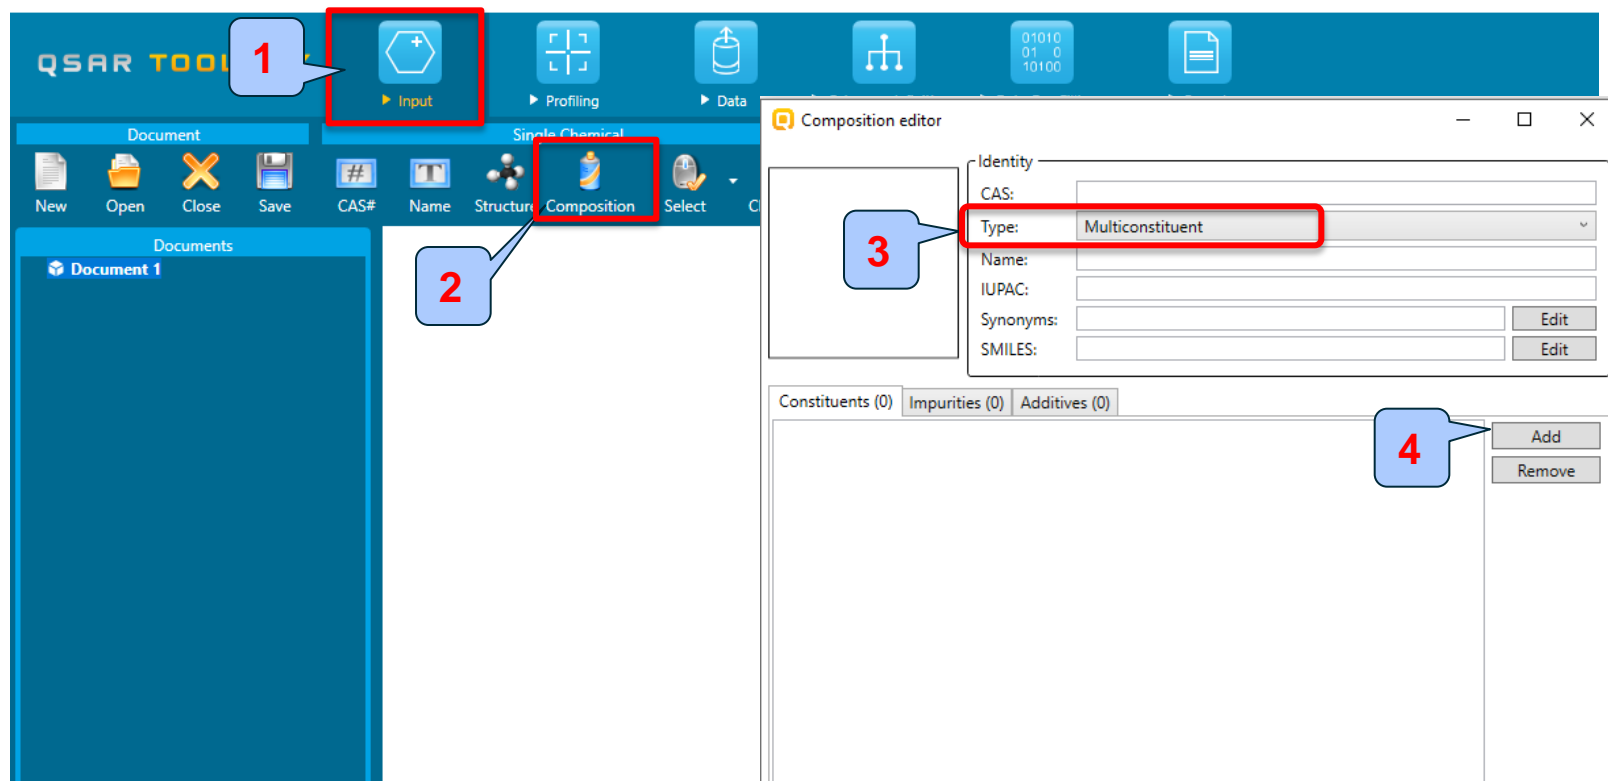 QSAR TOOL
1
Input
Profiling
Data
01010
01 0
10100
Document
Single Chemical
New
Open
Close
Save
#
CAS#
T
Name
Structure
Composition
Select
Documents
Document 1
2
Composition editor
Identity
CAS:
Type: Multiconstituent
Name:
IUPAC:
Synonyms: Edit
SMILES: Edit
3
Constituents (0) Impurities (0) Additives (0)
4
Add
Remove